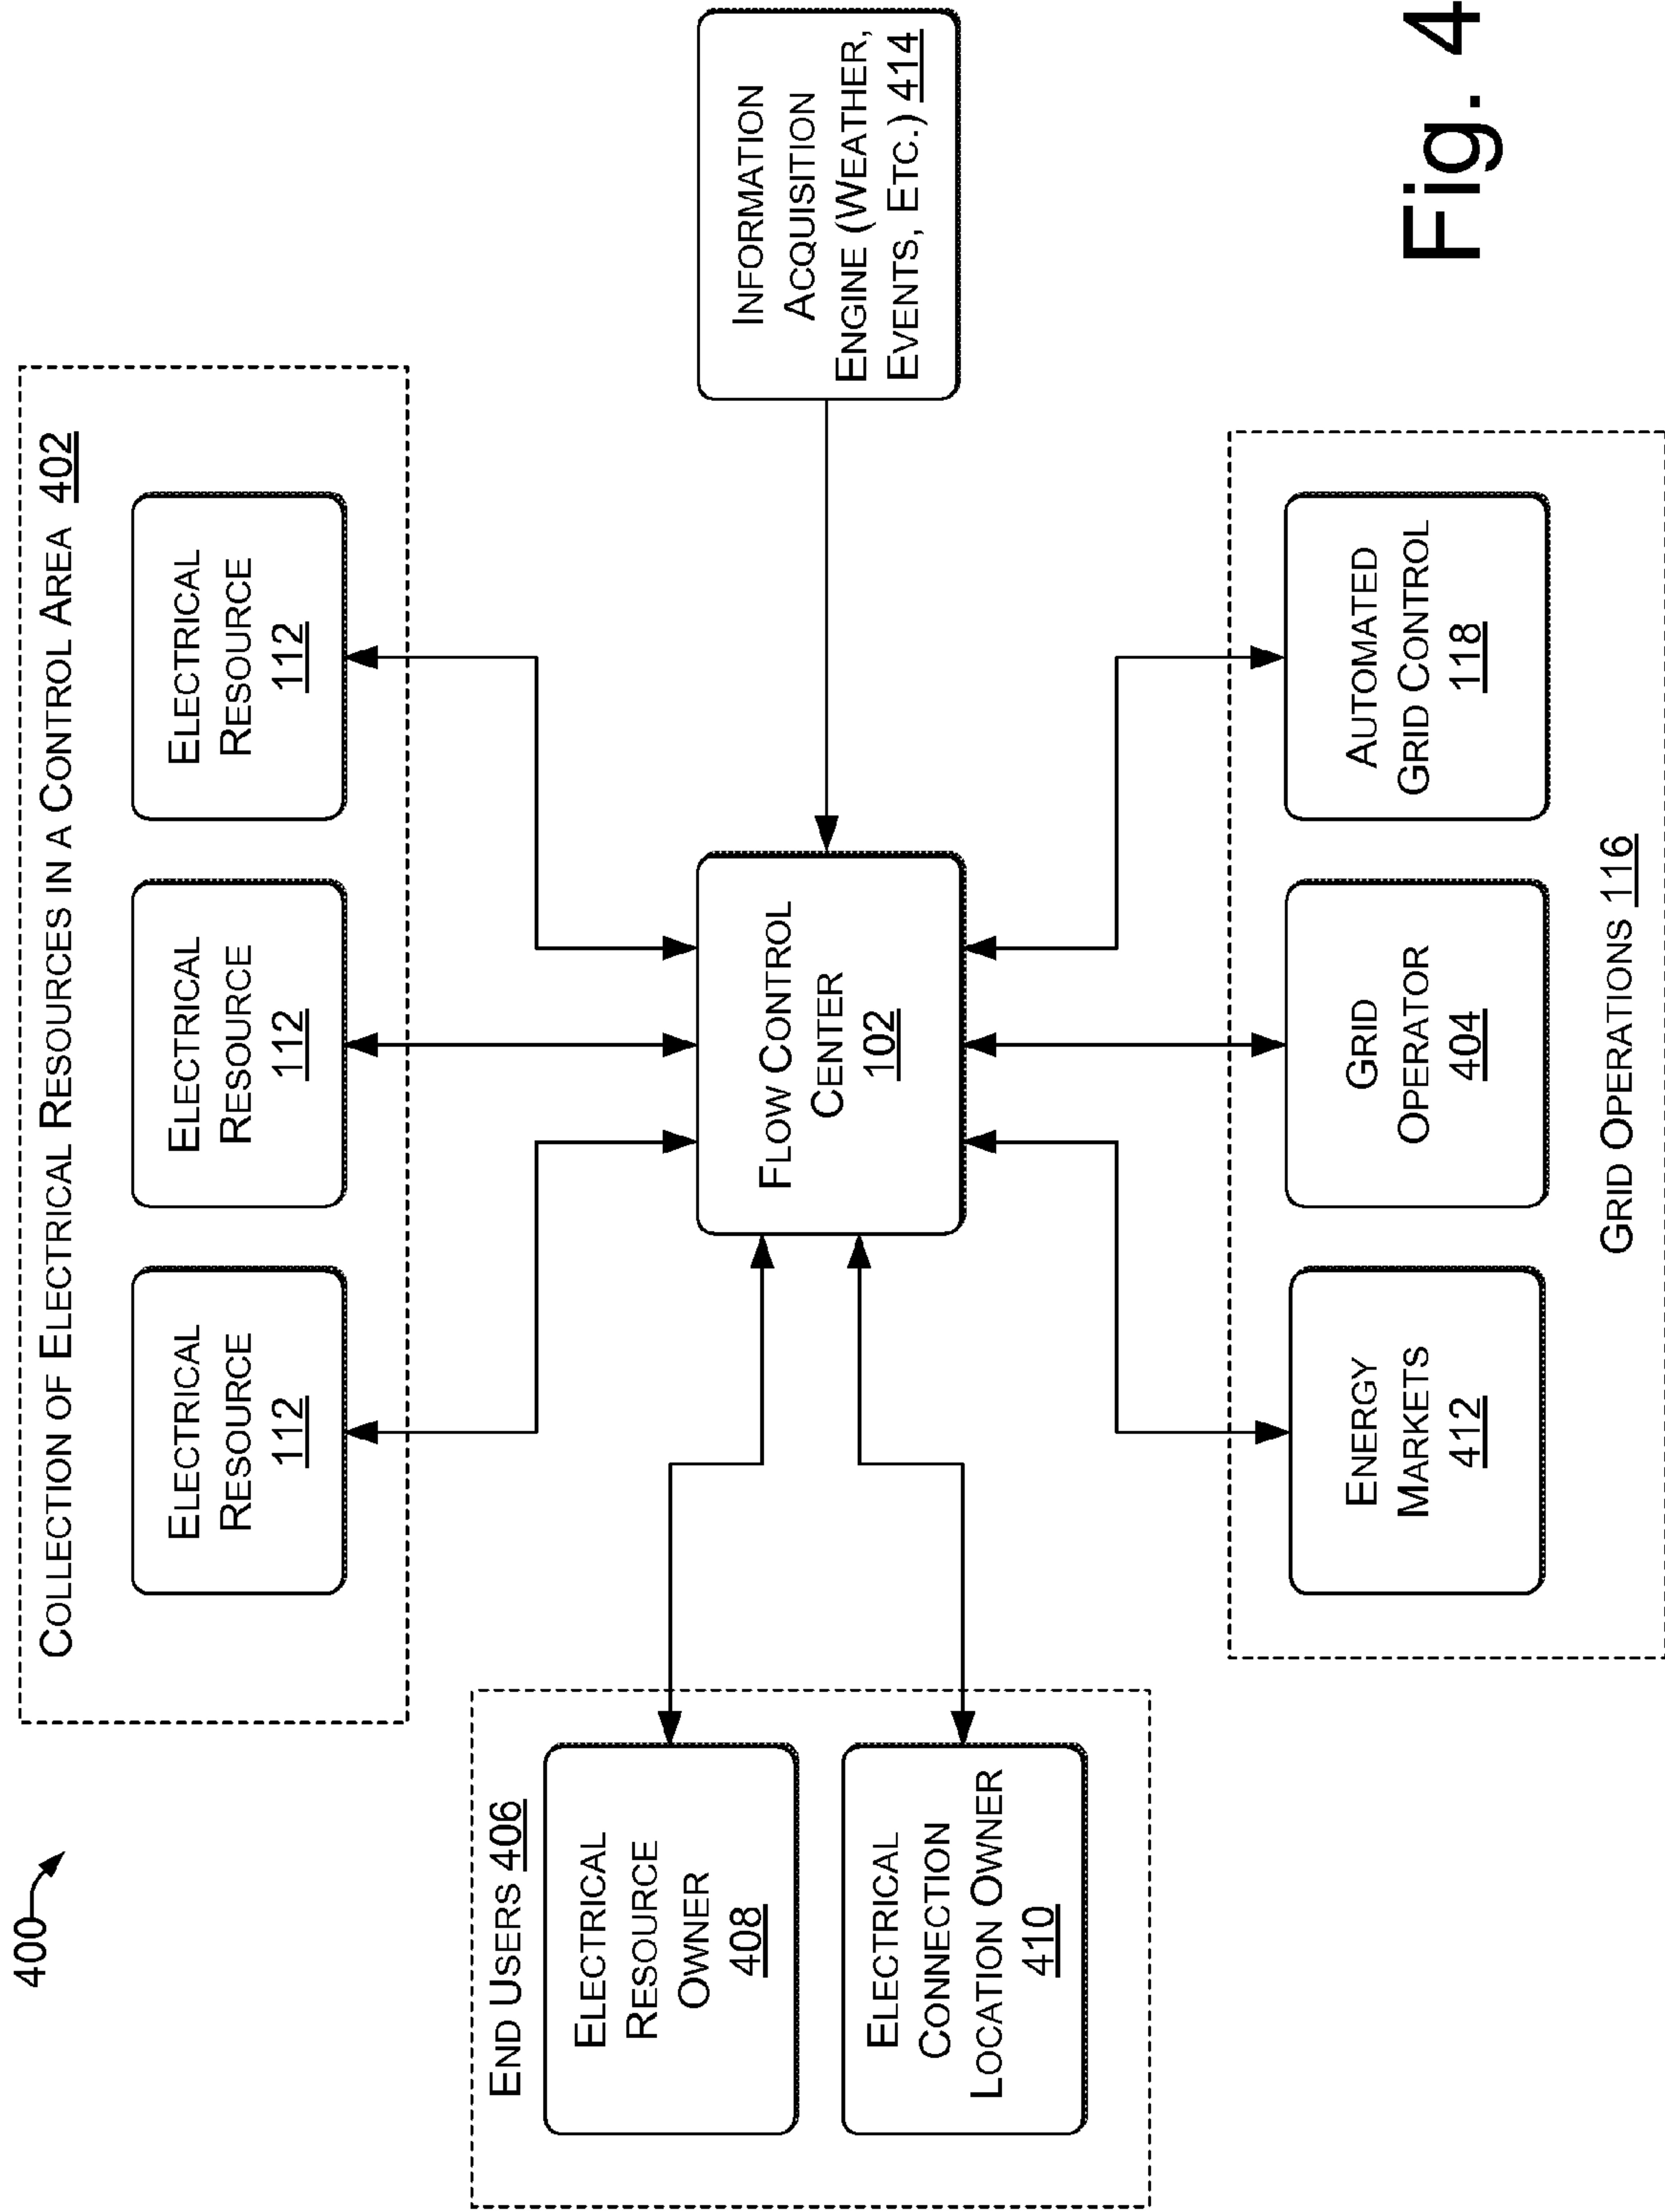 400
COLLECTION OF ELECTRICAL RESOURCES IN A CONTROL AREA 402
ELECTRICAL
RESOURCE
112
ELECTRICAL
RESOURCE
112
ELECTRICAL
RESOURCE
112
END USERS 406
ELECTRICAL
RESOURCE
OWNER
408
ELECTRICAL
CONNECTION
LOCATION OWNER
410
FLOW CONTROL
CENTER
102
INFORMATION
ACQUISITION
ENGINE (WEATHER,
EVENTS, ETC.) 414
ENERGY
MARKETS
412
GRID
OPERATOR
404
AUTOMATED
GRID CONTROL
118
GRID OPERATIONS 116
Fig. 4